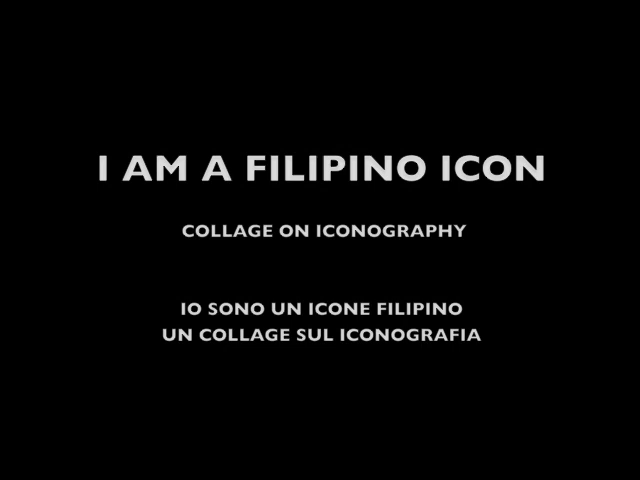 I AM A FILIPINO ICON
COLLAGE ON ICONOGRAPHY
IO SONO UN ICONE FILIPINO
UN COLLAGE SUL ICONOGRAFIA